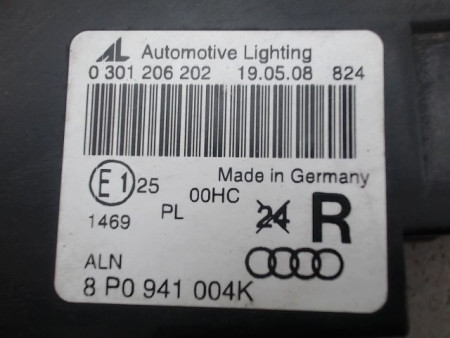 AL Automotive Lighting
0 301 206 202 19.05.08 824
Made in Germany
E1 25 00HC
1469 PL 24 R
ALN
8 P0 941 004K